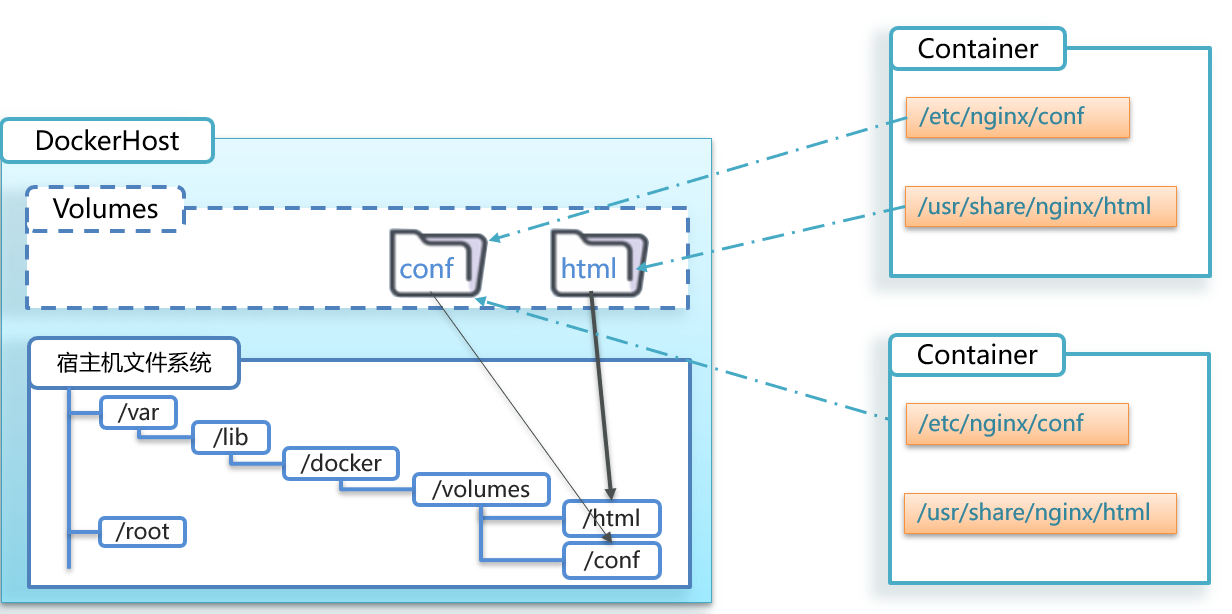 DockerHost
Volumes
conf
html
宿主机文件系统
/var
/lib
/docker
/volumes
/html
/root
/conf
Container
/etc/nginx/conf
/usr/share/nginx/html
Container
/etc/nginx/conf
/usr/share/nginx/html